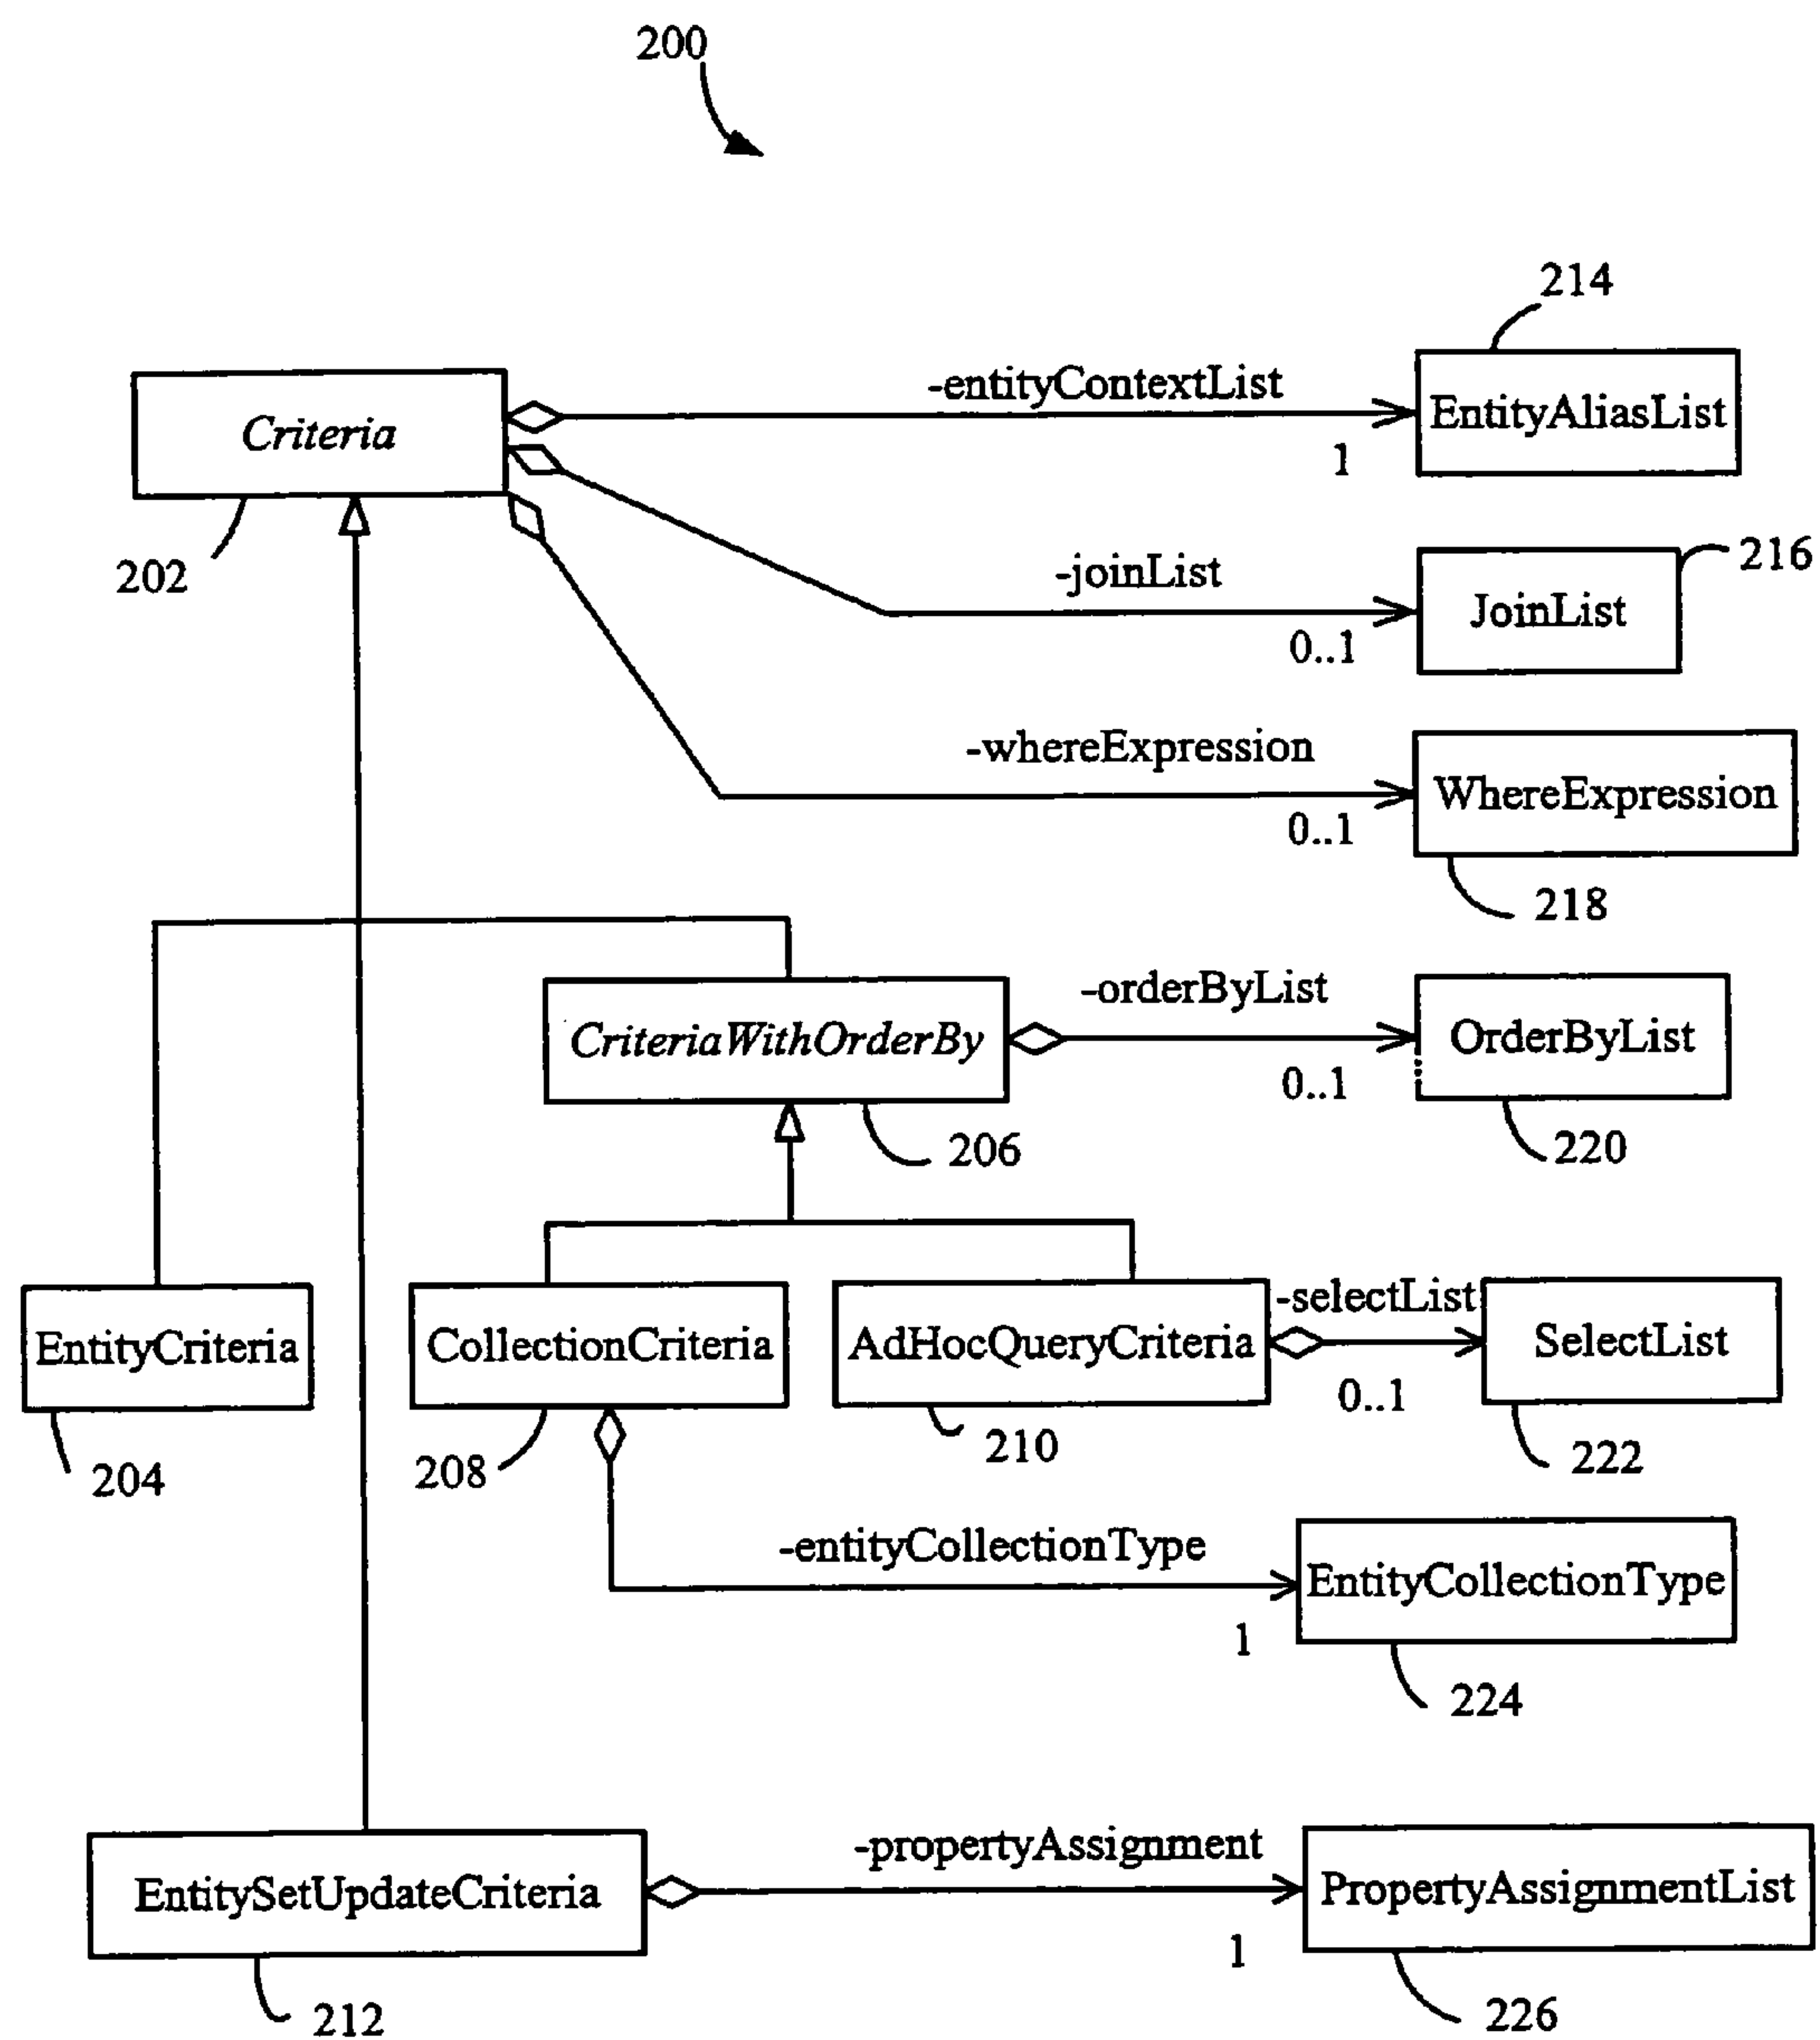 200
214
-entityContextList
EntityAliasList
Criteria
1
202
216
-joinList
JoinList
0..1
-whereExpression
WhereExpression
0..1
218
-orderByList
CriteriaWithOrderBy
OrderByList
0..1
206
220
-selectList
EntityCriteria
CollectionCriteria
AdHocQueryCriteria
SelectList
0..1
204
208
210
222
-entityCollectionType
EntityCollectionType
1
224
-propertyAssignment
EntitySetUpdateCriteria
PropertyAssignmentList
1
212
226